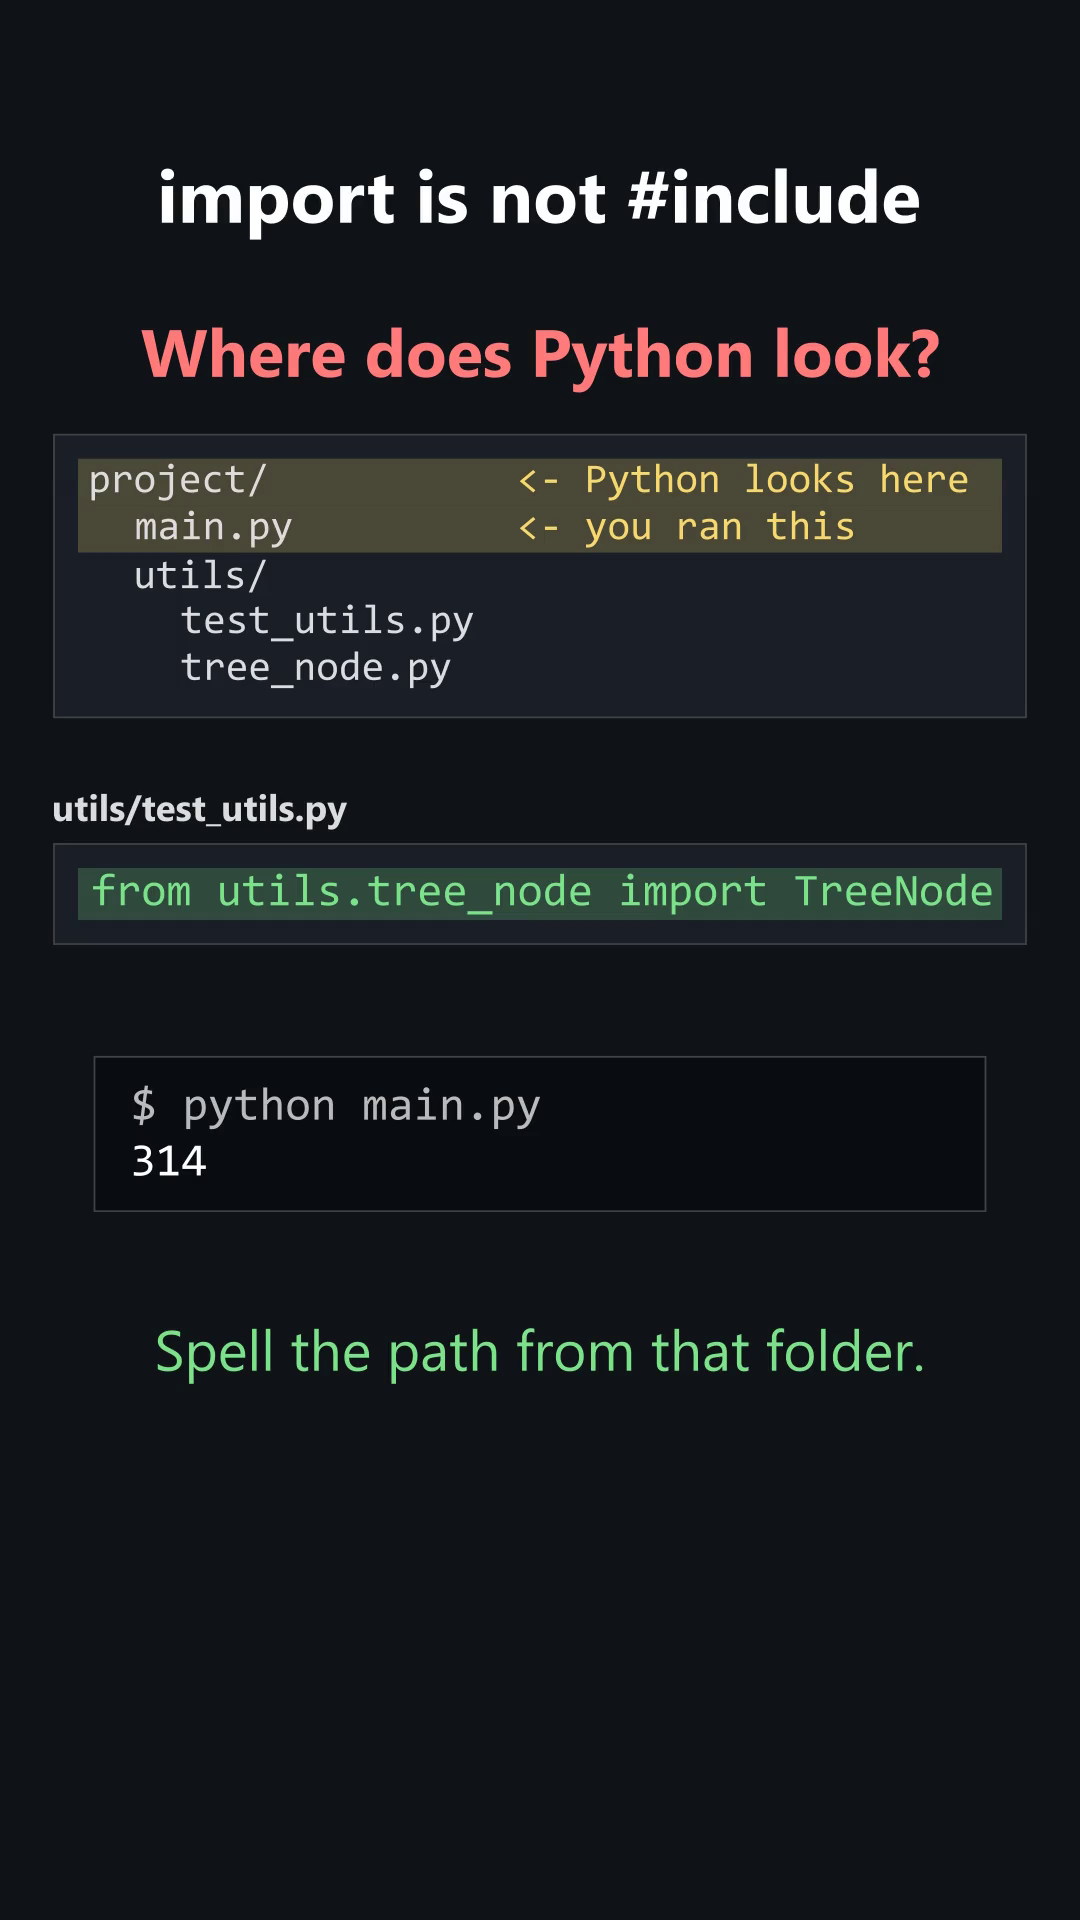 import is not #include
Where does Python look?
project/ <- Python looks here
main.py <- you ran this
utils/
test_utils.py
tree_node.py
utils/test_utils.py
from utils.tree_node import TreeNode
$ python main.py
314
Spell the path from that folder.